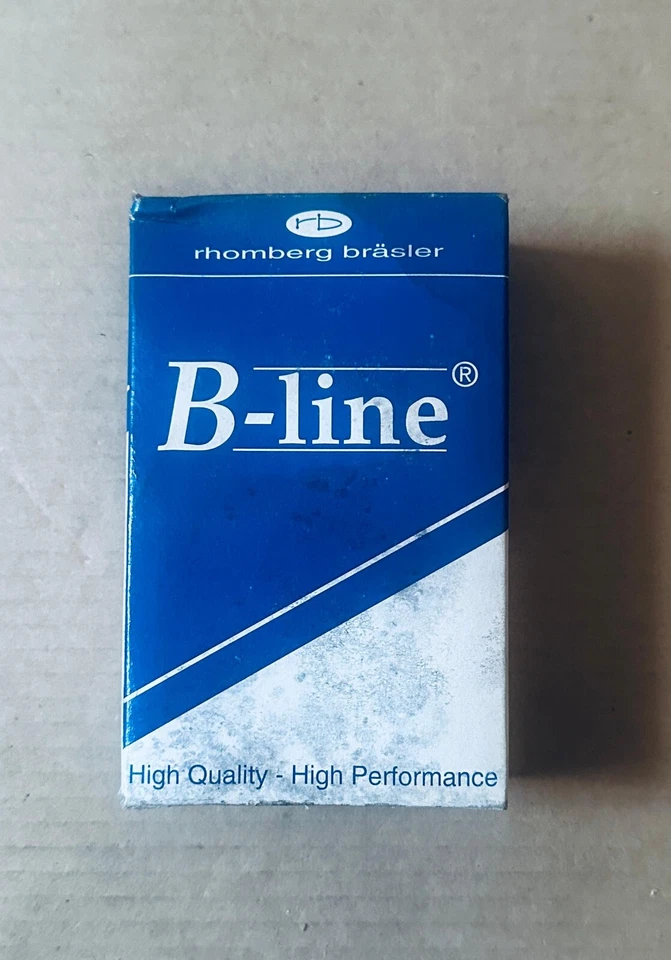 rb
rhomberg bräsler
B-line®
High Quality - High Performance